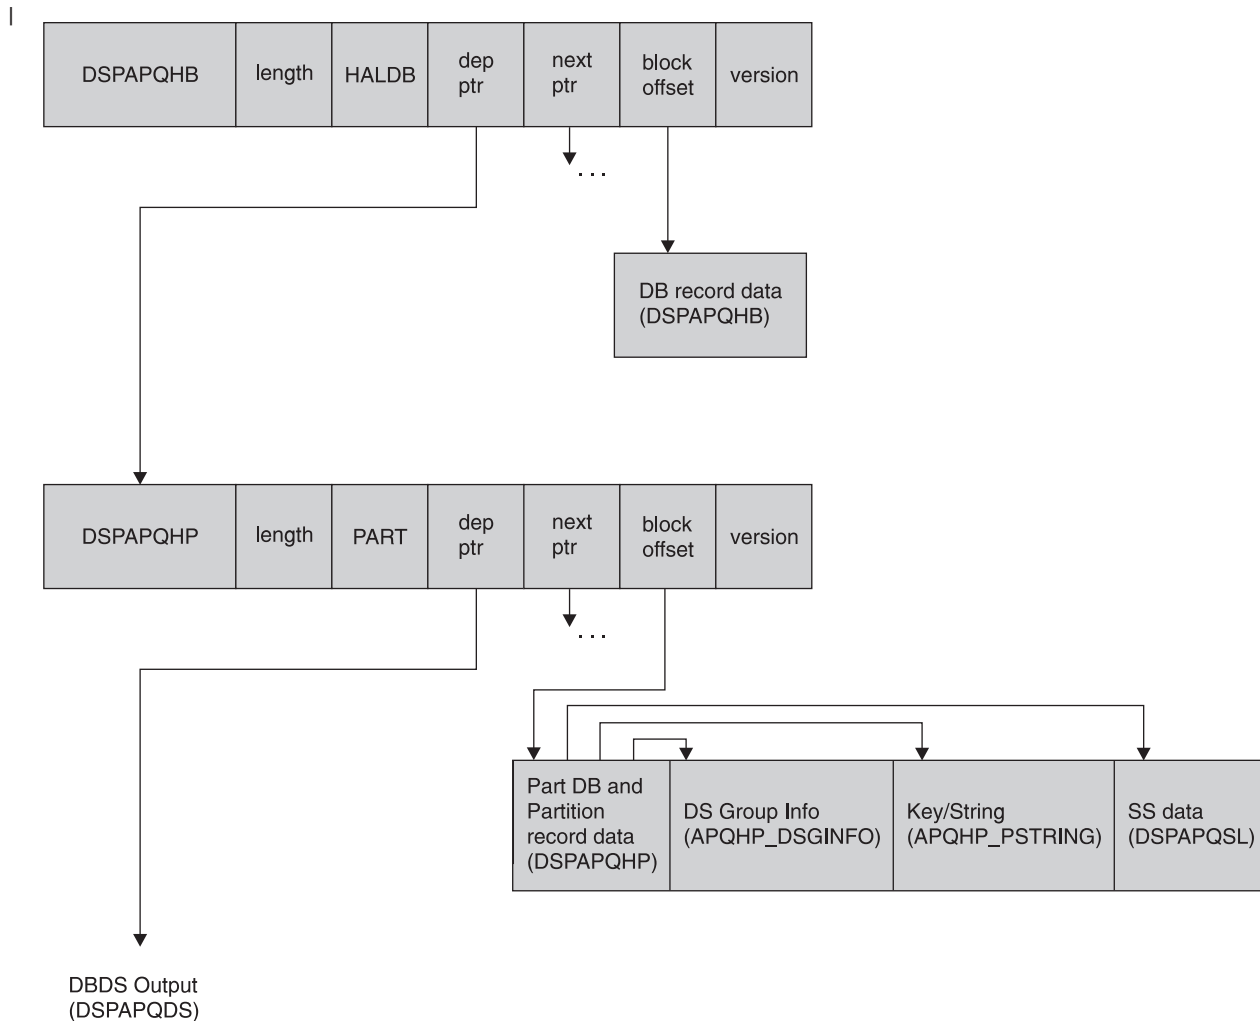 DSPAPQHB length HALDB dep ptr next ptr block offset version
. . .
DB record data
(DSPAPQHB)
DSPAPQHP length PART dep ptr next ptr block offset version
. . .
Part DB and
Partition
record data
(DSPAPQHP)
DS Group Info
(APQHP_DSGINFO)
Key/String
(APQHP_PSTRING)
SS data
(DSPAPQSL)
DBDS Output
(DSPAPQDS)